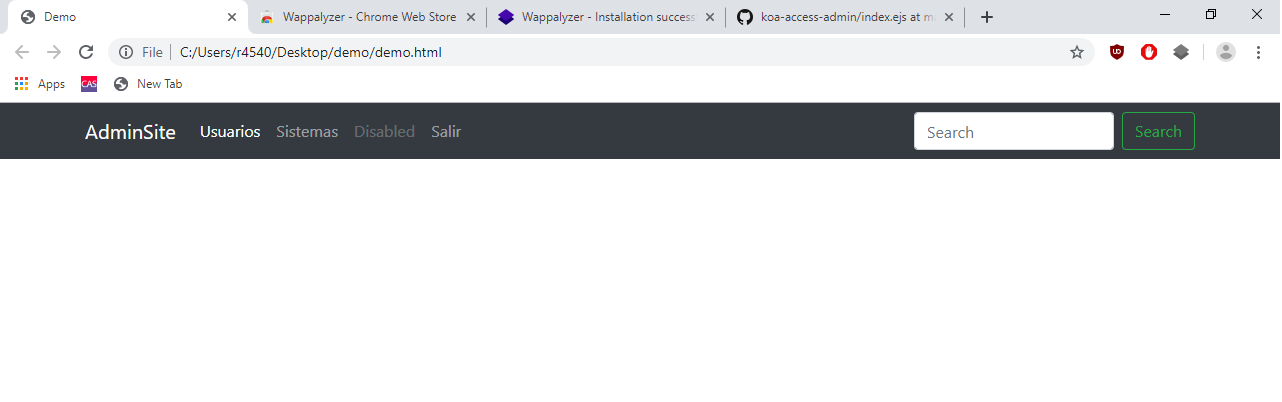 Demo
Wappalyzer - Chrome Web Store
Wappalyzer - Installation success
koa-access-admin/index.ejs at m
File C:/Users/r4540/Desktop/demo/demo.html
Apps CAS New Tab
AdminSite Usuarios Sistemas Disabled Salir Search Search